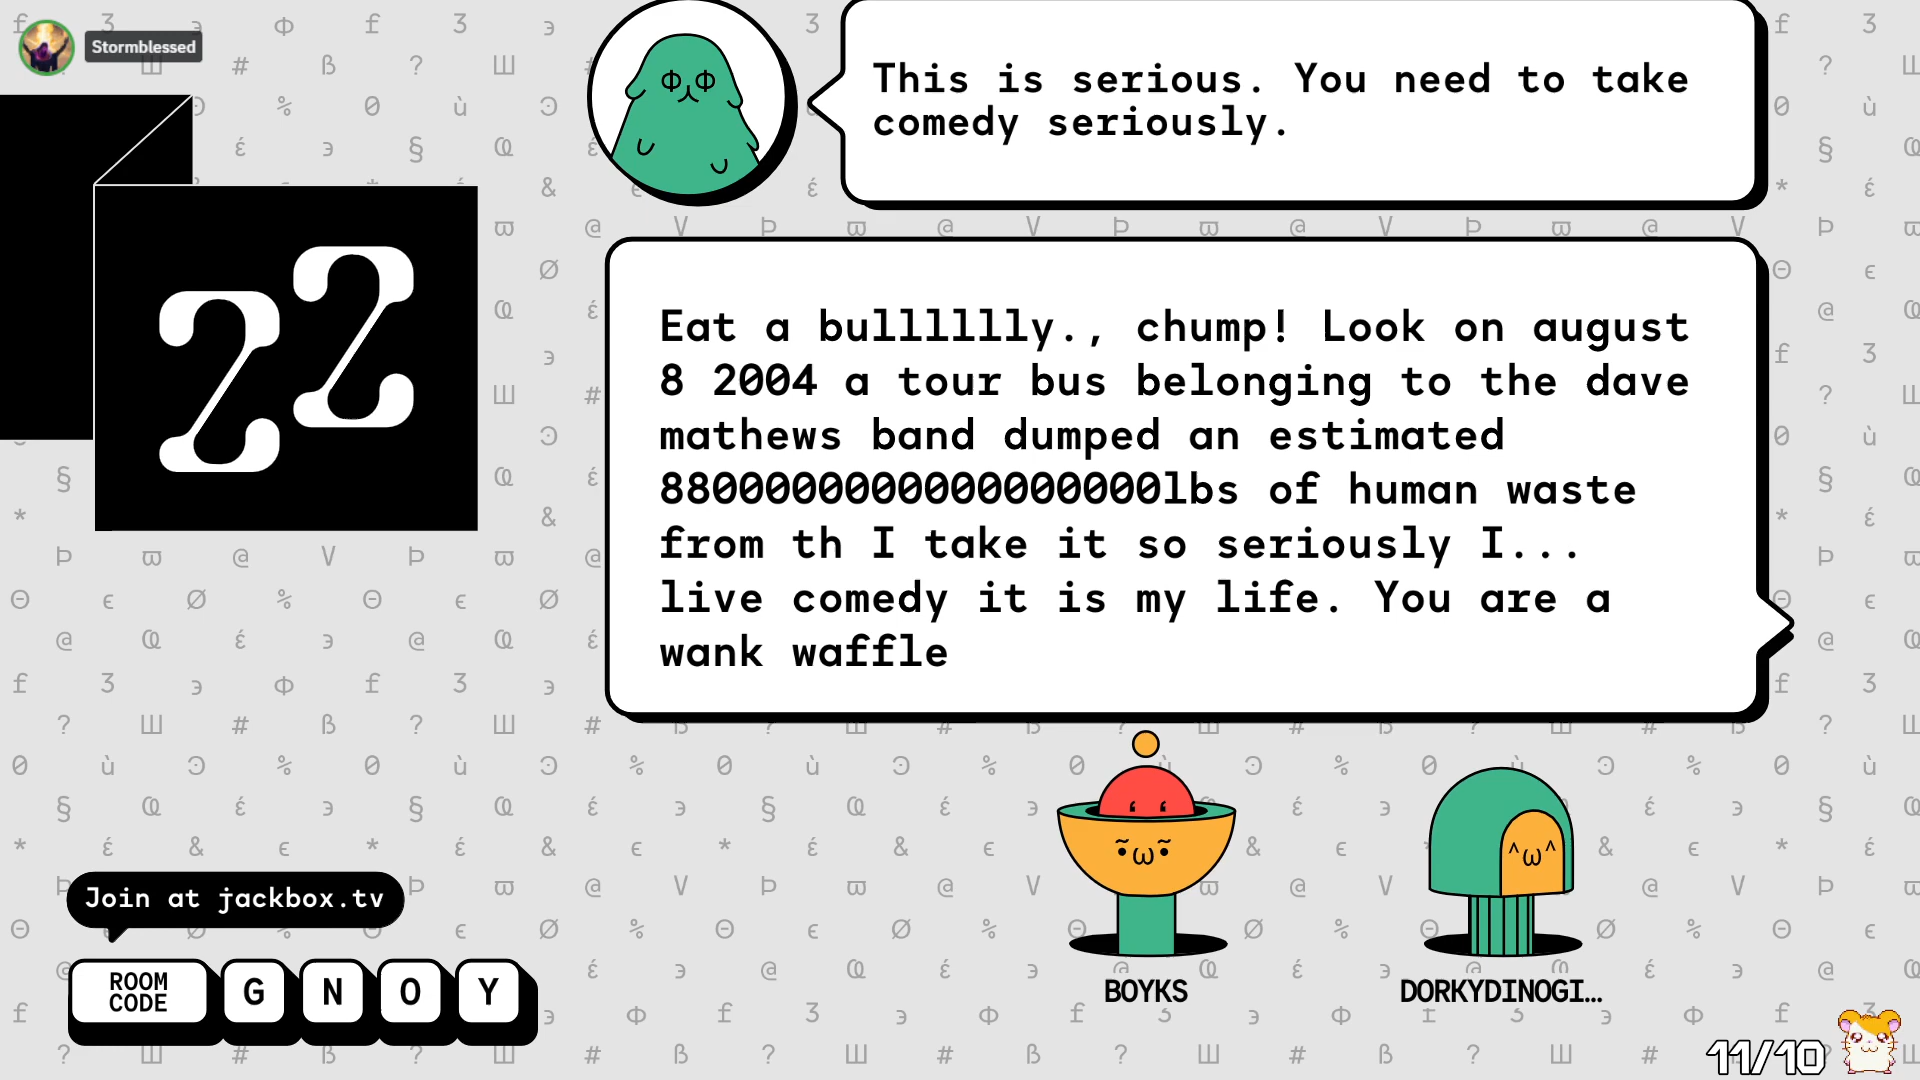 Stormblessed
This is serious. You need to take
comedy seriously.
22
Eat a bulllllly., chump! Look on august
8 2004 a tour bus belonging to the dave
mathews band dumped an estimated
8800000000000000000lbs of human waste
from th I take it so seriously I...
live comedy it is my life. You are a
wank waffle
Join at jackbox.tv
ROOM
CODE
G N O Y
BOYKS
DORKYDINOGI...
11/10